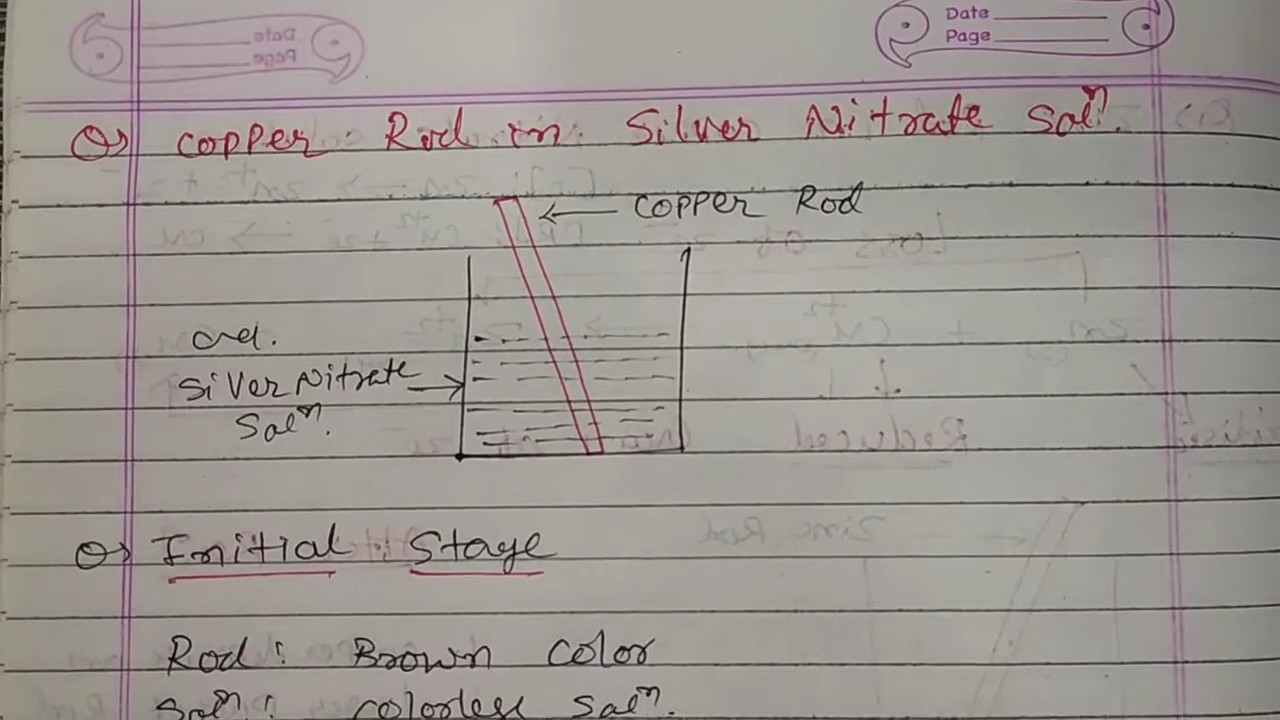 Date
Page
Copper Rod in Silver Nitrate Solⁿ.
Copper Rod
Silver Nitrate
Solⁿ.
Initial Stage
Rod : Brown Color
Solⁿ : Colorless Solⁿ.